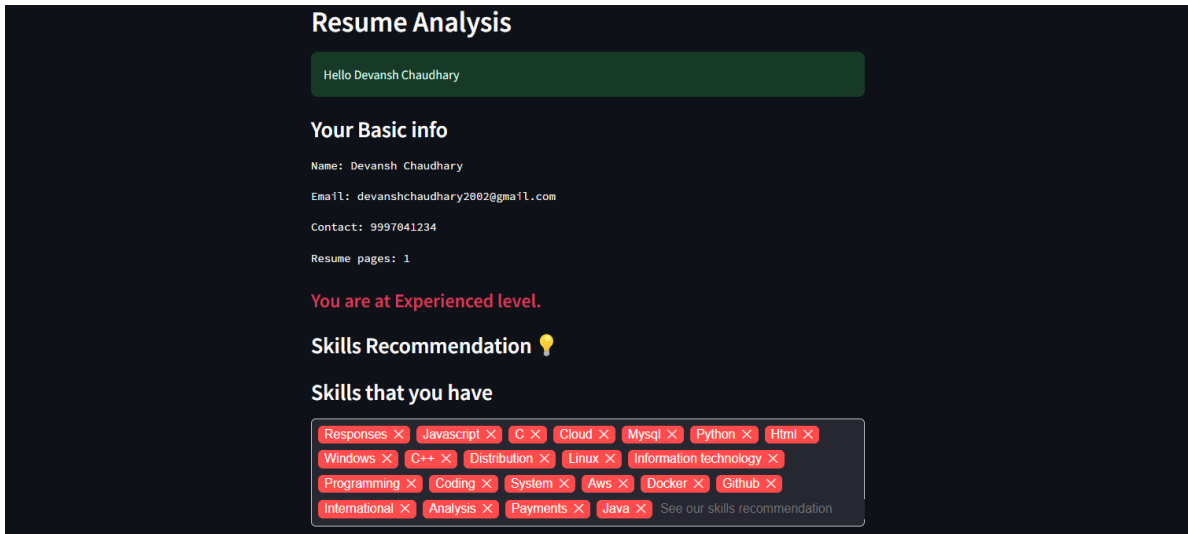 Resume Analysis
Hello Devansh Chaudhary
Your Basic info
Name: Devansh Chaudhary
Email: devanshchaudhary2002@gmail.com
Contact: 9997041234
Resume pages: 1
You are at Experienced level.
Skills Recommendation 💡
Skills that you have
Responses × Javascript × C × Cloud × Mysql × Python × Html ×
Windows × C++ × Distribution × Linux × Information technology ×
Programming × Coding × System × Aws × Docker × Github ×
International × Analysis × Payments × Java × See our skills recommendation